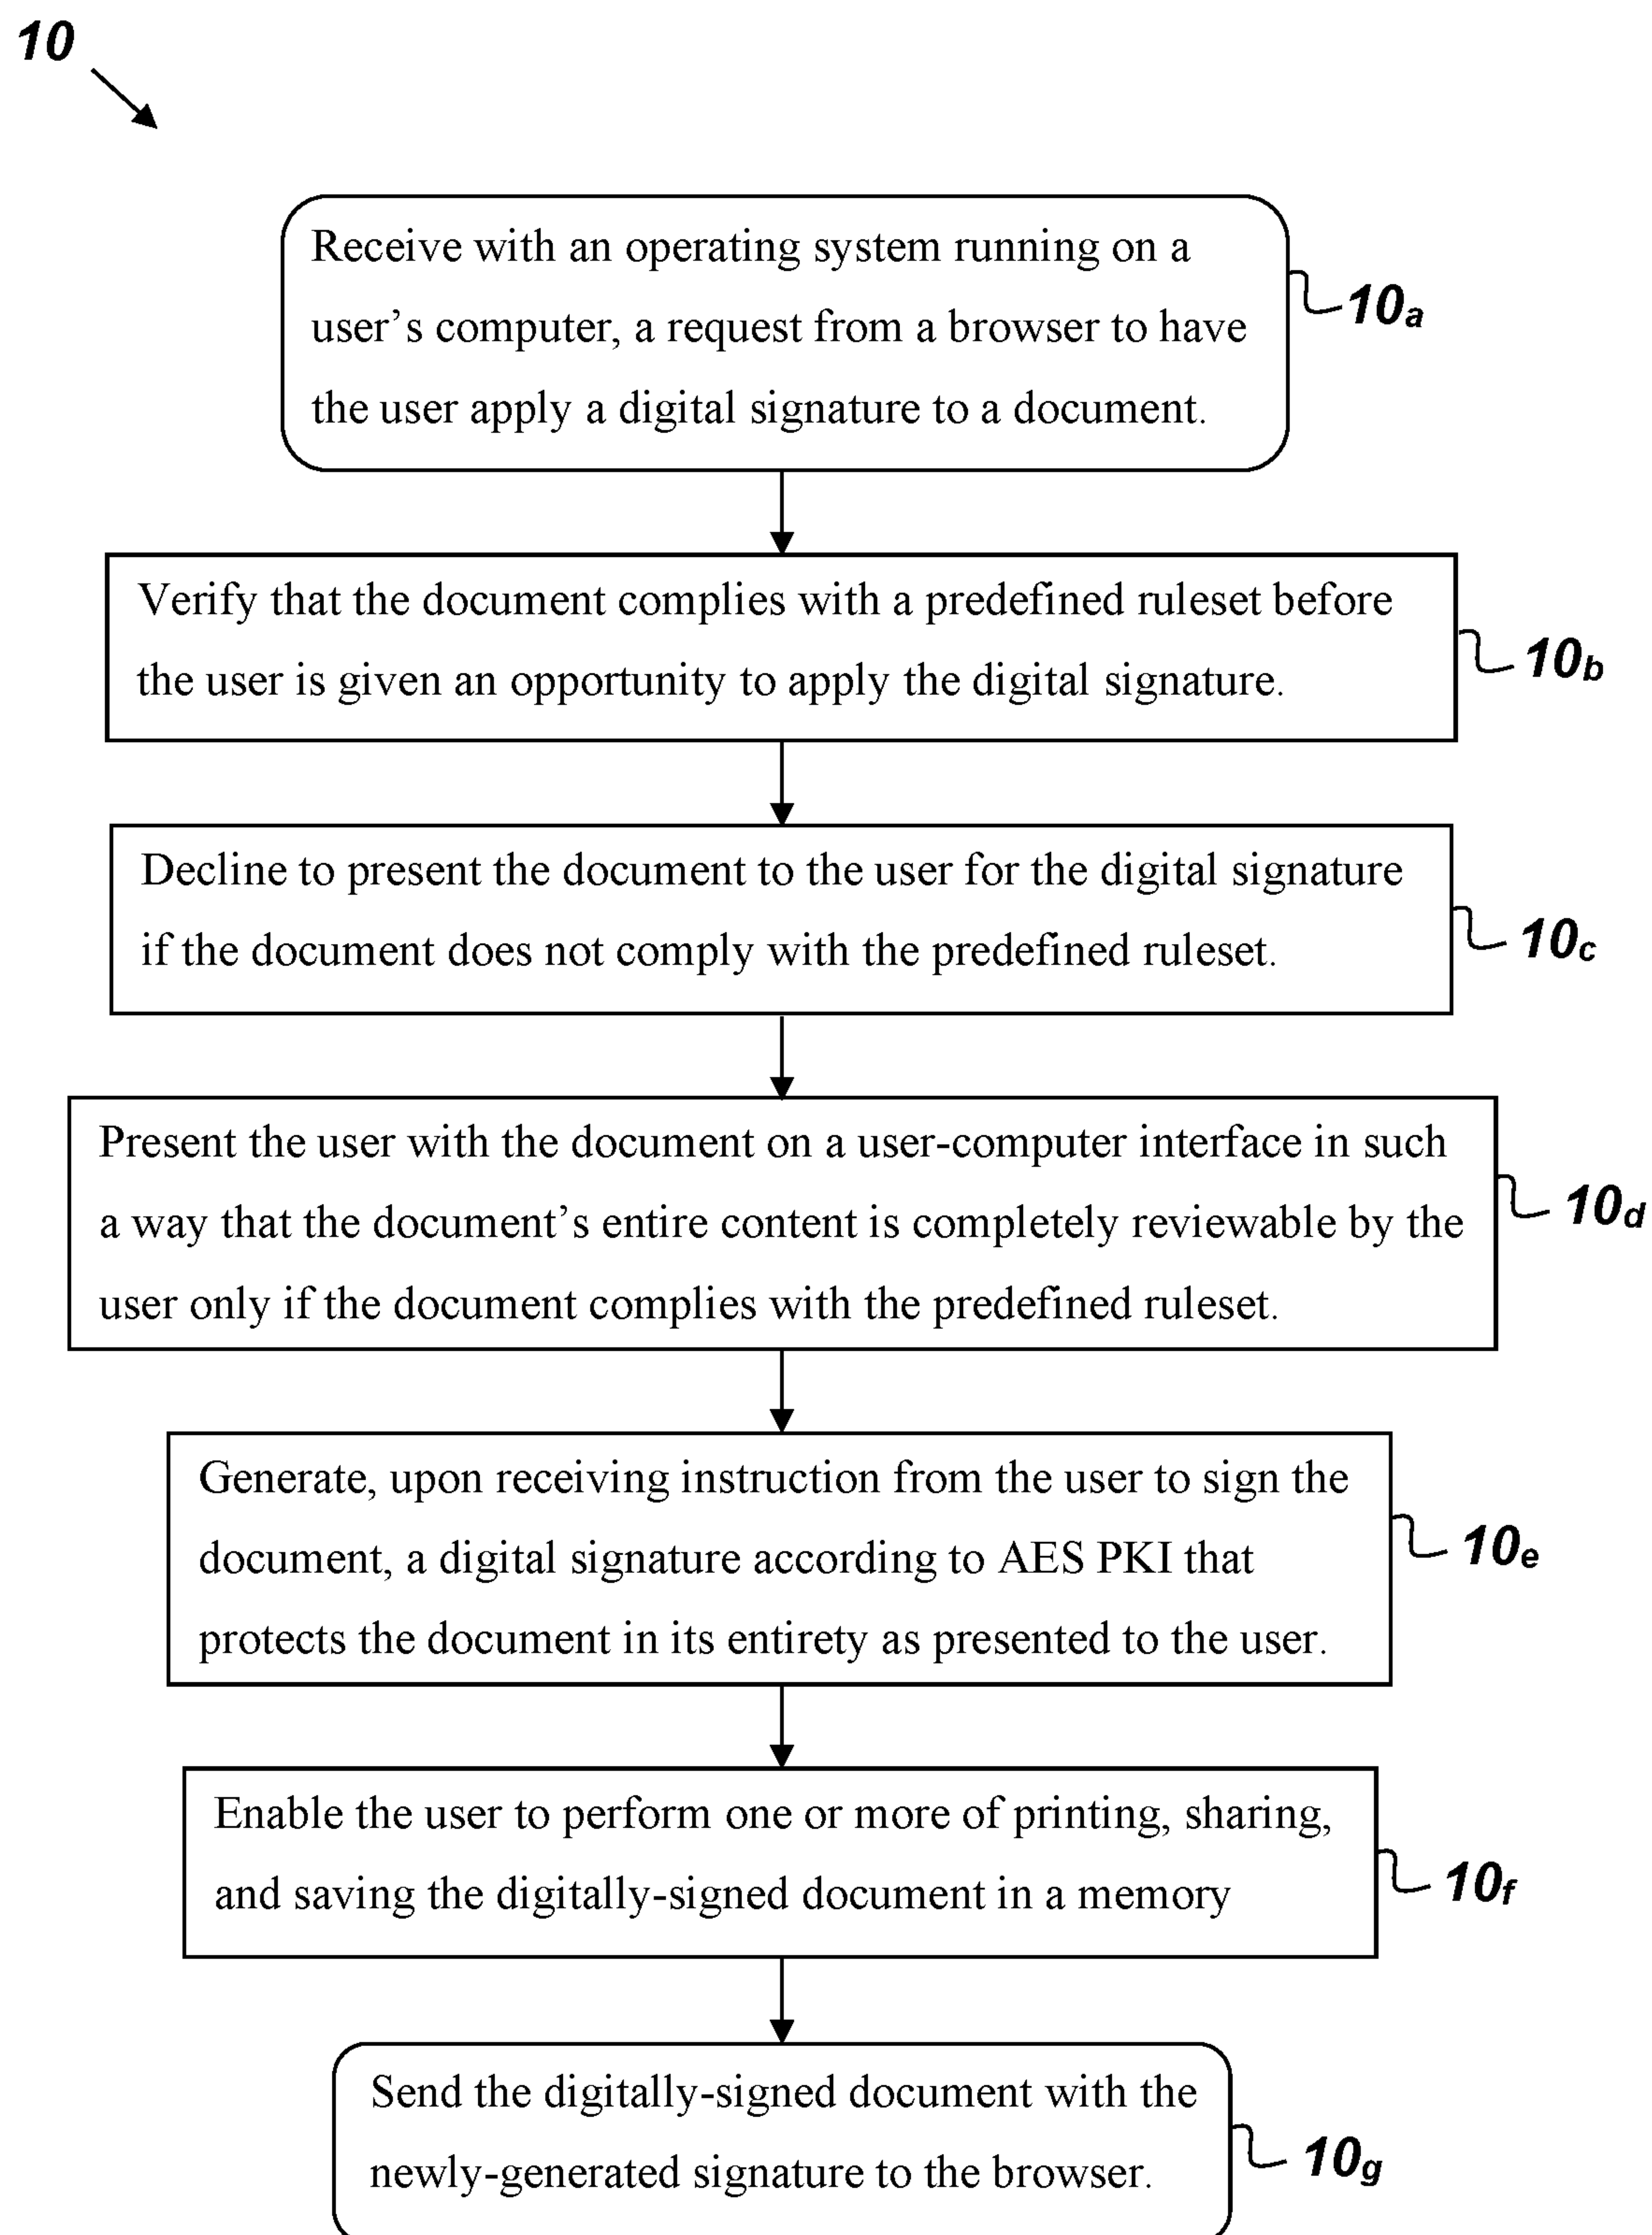 10
Receive with an operating system running on a
user’s computer, a request from a browser to have
the user apply a digital signature to a document.
10a
Verify that the document complies with a predefined ruleset before
the user is given an opportunity to apply the digital signature.
10b
Decline to present the document to the user for the digital signature
if the document does not comply with the predefined ruleset.
10c
Present the user with the document on a user-computer interface in such
a way that the document’s entire content is completely reviewable by the
user only if the document complies with the predefined ruleset.
10d
Generate, upon receiving instruction from the user to sign the
document, a digital signature according to AES PKI that
protects the document in its entirety as presented to the user.
10e
Enable the user to perform one or more of printing, sharing,
and saving the digitally-signed document in a memory
10f
Send the digitally-signed document with the
newly-generated signature to the browser.
10g